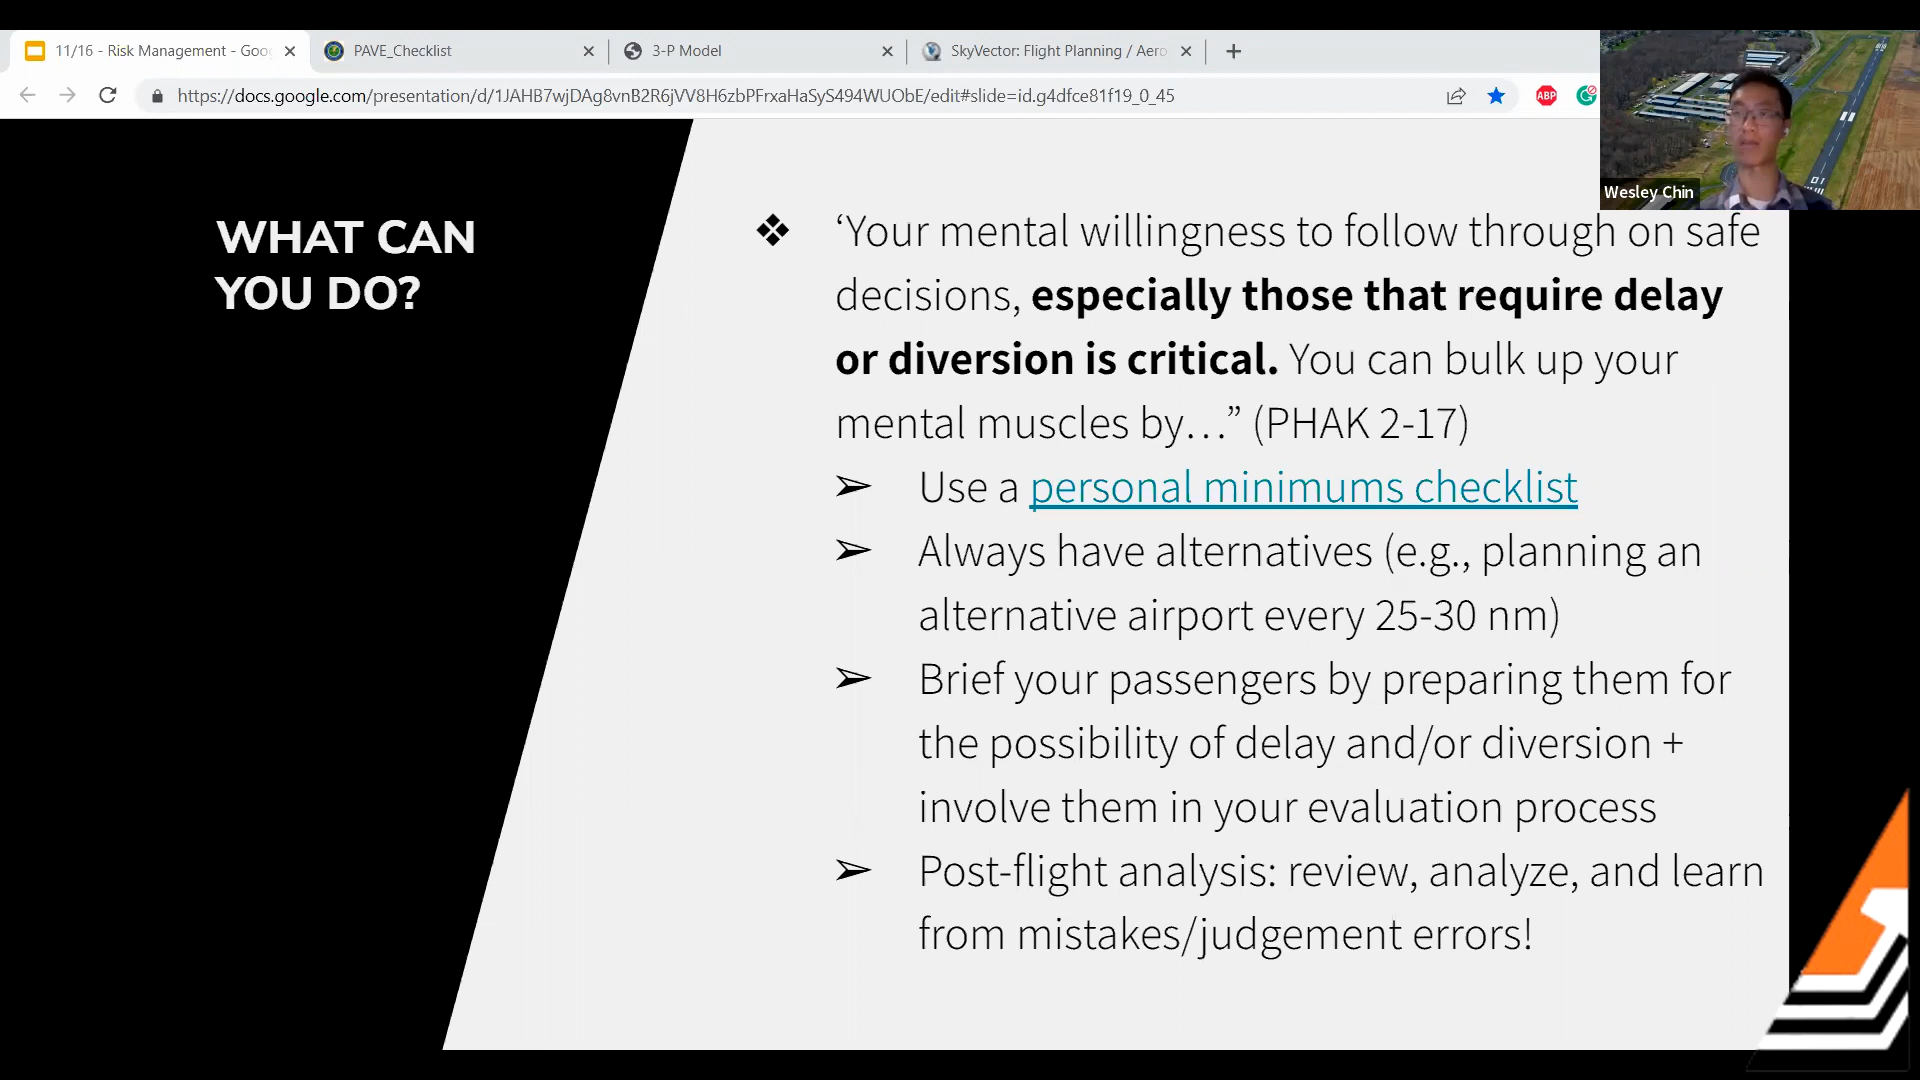 11/16 - Risk Management - Goo
PAVE_Checklist
3-P Model
SkyVector: Flight Planning / Aero
https://docs.google.com/presentation/d/1JAHB7wjDAg8vnB2R6jVV8H6zbPFrxaHaSyS494WUObE/edit#slide=id.g4dfce81f19_0_45
ABP
Wesley Chin
01
WHAT CAN
YOU DO?
‘Your mental willingness to follow through on safe
decisions, especially those that require delay
or diversion is critical. You can bulk up your
mental muscles by…” (PHAK 2-17)
Use a personal minimums checklist
Always have alternatives (e.g., planning an
alternative airport every 25-30 nm)
Brief your passengers by preparing them for
the possibility of delay and/or diversion +
involve them in your evaluation process
Post-flight analysis: review, analyze, and learn
from mistakes/judgement errors!